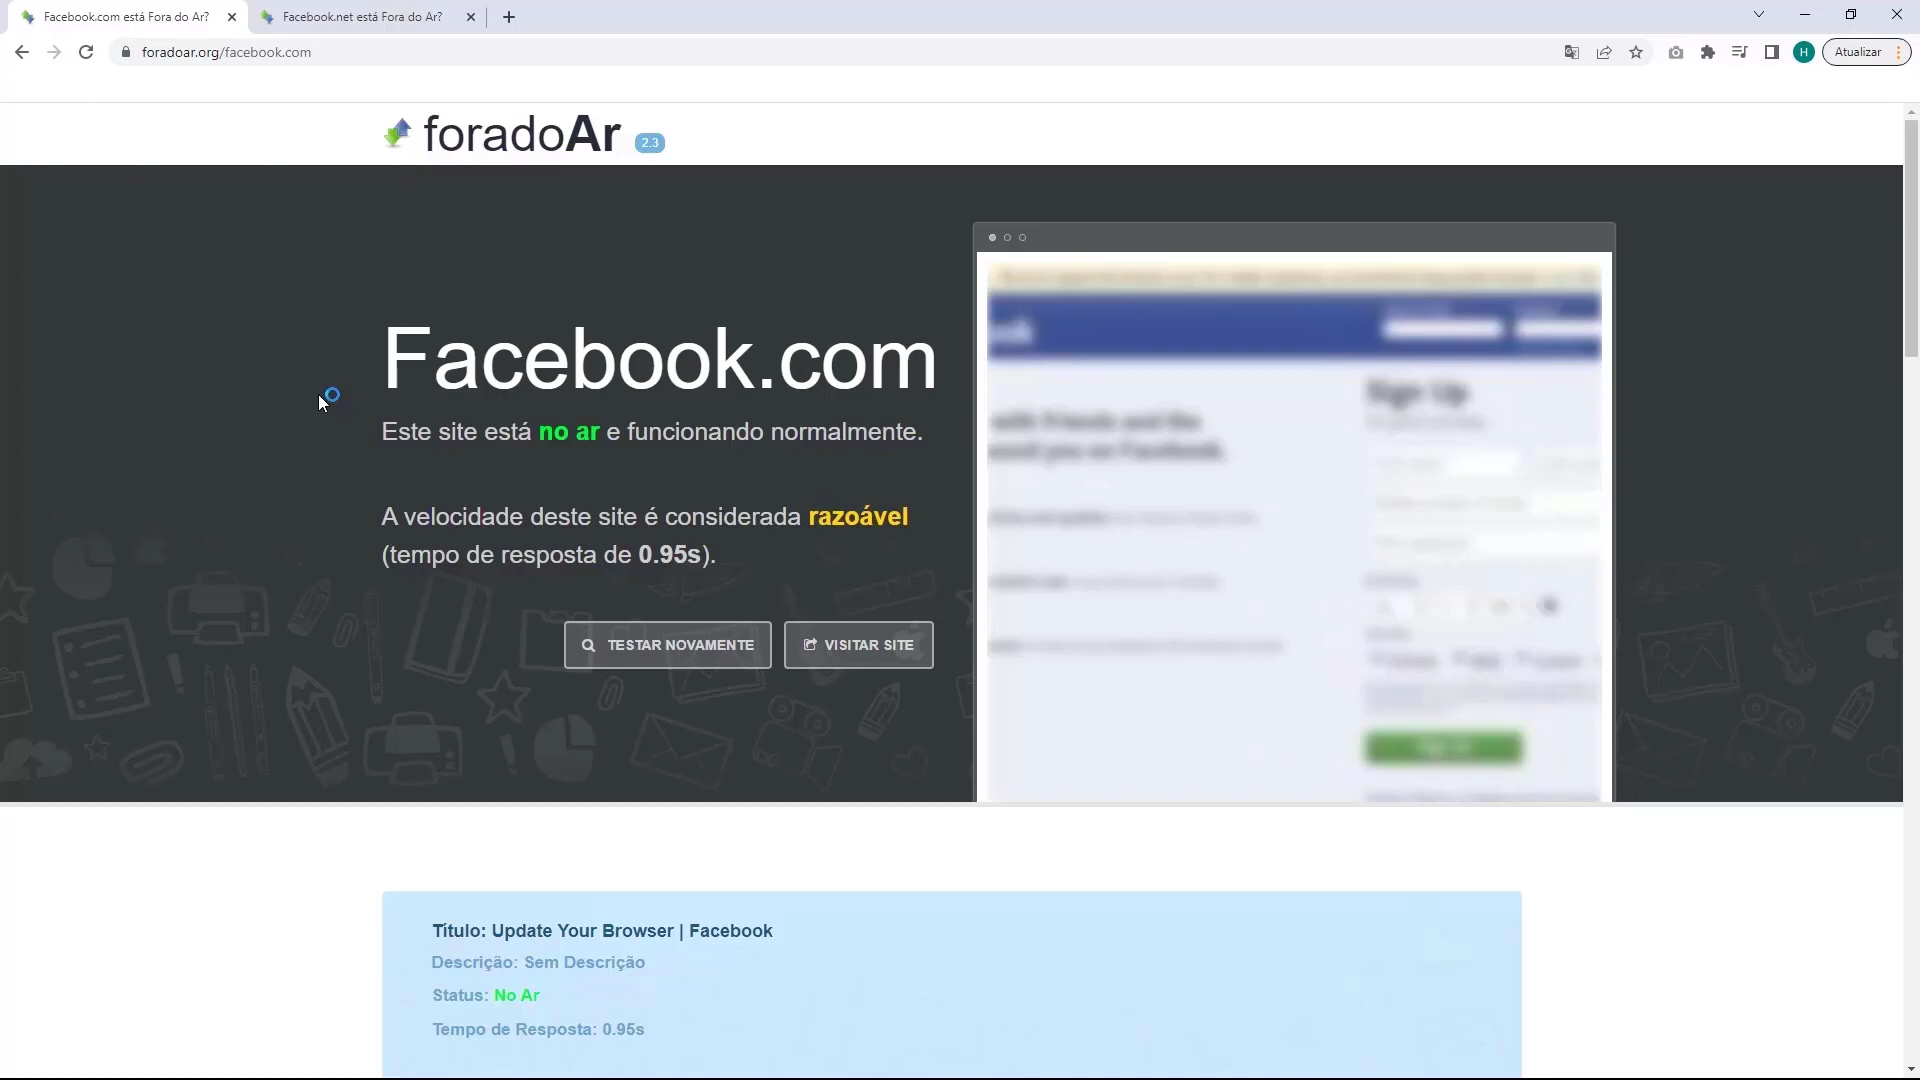 Facebook.com está Fora do Ar?
Facebook.net está Fora do Ar?
foradoar.org/facebook.com
H
Atualizar
foradoAr 2.3
Facebook.com
Este site está no ar e funcionando normalmente.
A velocidade deste site é considerada razoável
(tempo de resposta de 0.95s).
TESTAR NOVAMENTE
VISITAR SITE
Sign Up
Título: Update Your Browser | Facebook
Descrição: Sem Descrição
Status: No Ar
Tempo de Resposta: 0.95s